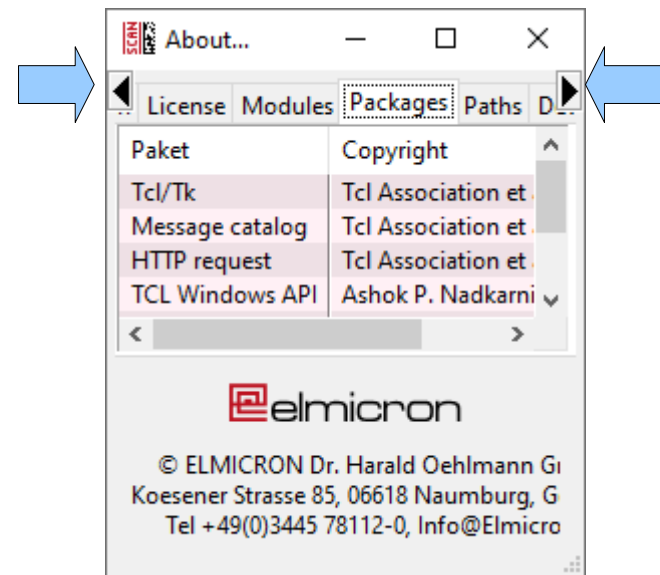 SCAN About...
License Modules Packages Paths
Paket Copyright
Tcl/Tk Tcl Association et
Message catalog Tcl Association et
HTTP request Tcl Association et
TCL Windows API Ashok P. Nadkarni
elmicron
© ELMICRON Dr. Harald Oehlmann G
Koesener Strasse 85, 06618 Naumburg, G
Tel +49(0)3445 78112-0, Info@Elmicro